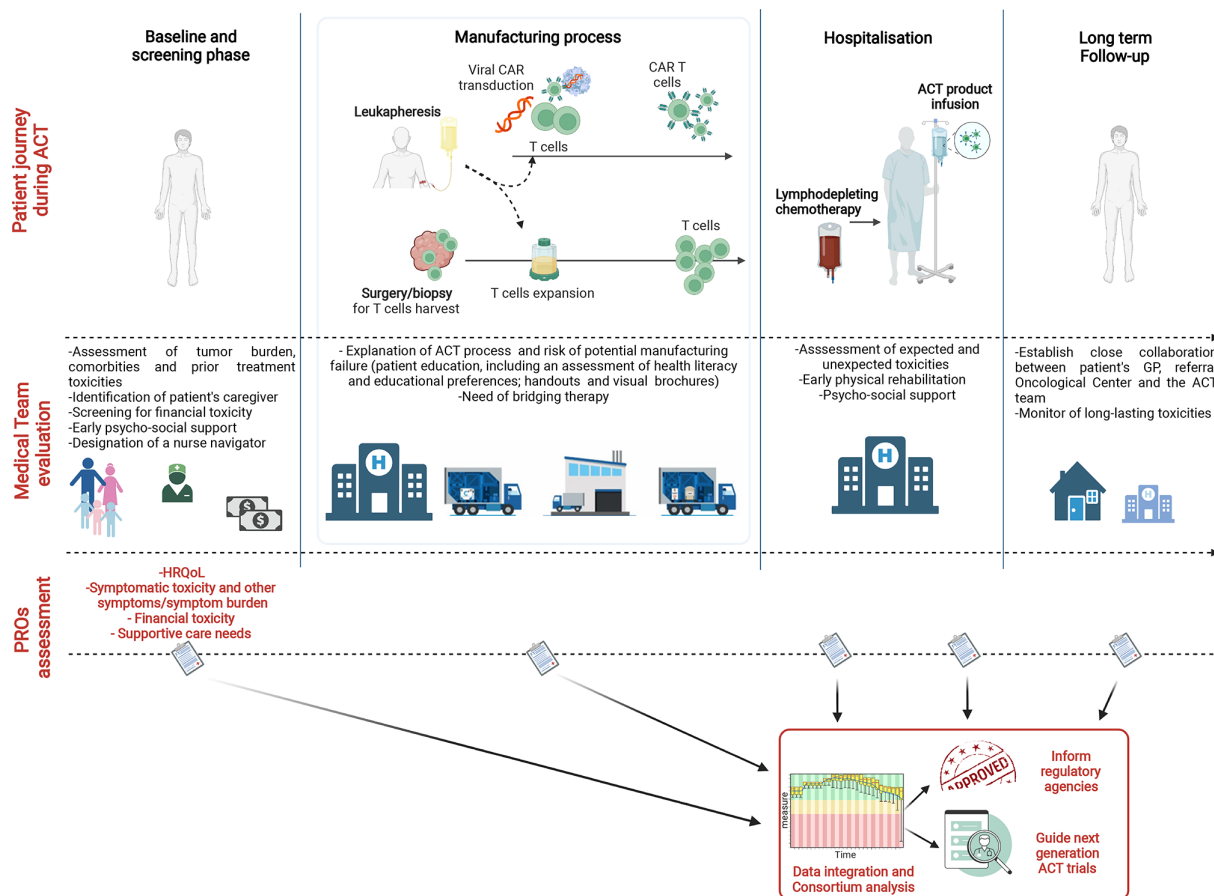 Baseline and
screening phase
Manufacturing process
Hospitalisation
Long term
Follow-up
Patient journey
during ACT
Viral CAR
transduction
CAR T
cells
Leukapheresis
T cells
ACT product
infusion
Lymphodepleting
chemotherapy
T cells
Surgery/biopsy
for T cells harvest
T cells expansion
Medical Team
evaluation
-Assessment of tumor burden,
comorbities and prior treatment
toxicities
-Identification of patient's caregiver
-Screening for financial toxicity
-Early psycho-social support
-Designation of a nurse navigator
- Explanation of ACT process and risk of potential manufacturing
failure (patient education, including an assessment of health literacy
and educational preferences; handouts and visual brochures)
-Need of bridging therapy
-Asssessment of expected and
unexpected toxicities
-Early physical rehabilitation
-Psycho-social support
-Establish close collaboration
between patient's GP, referra
Oncological Center and the ACT
team
-Monitor of long-lasting toxicities
H
H
H
$
$
PROs
assessment
-HRQoL
-Symptomatic toxicity and other
symptoms/symptom burden
- Financial toxicity
- Supportive care needs
measure
Time
Data integration and
Consortium analysis
APPROVED
Inform
regulatory
agencies
Guide next
generation
ACT trials